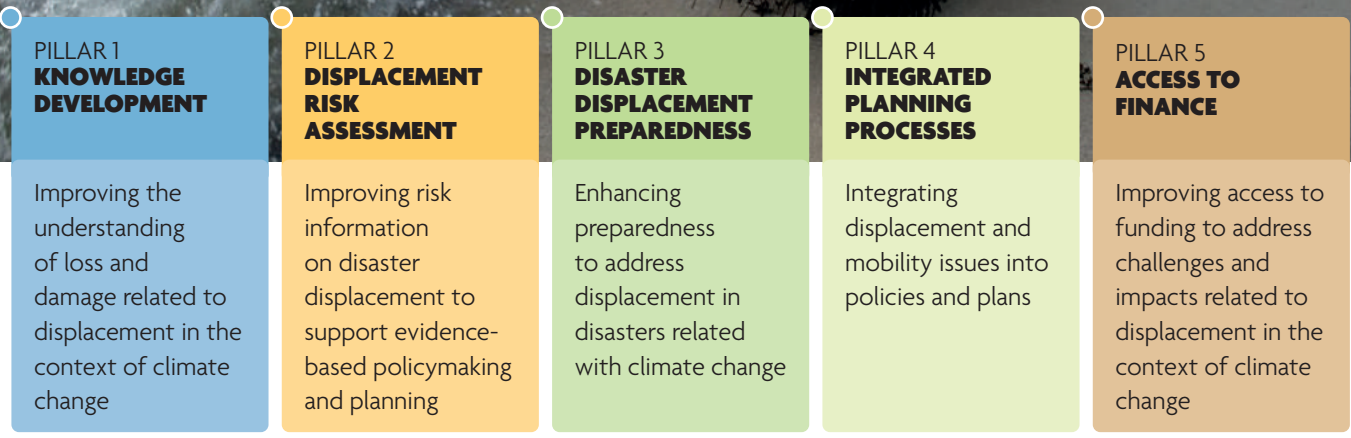 PILLAR 1
KNOWLEDGE
DEVELOPMENT
Improving the
understanding
of loss and
damage related to
displacement in the
context of climate
change
PILLAR 2
DISPLACEMENT
RISK
ASSESSMENT
Improving risk
information
on disaster
displacement to
support evidence-
based policymaking
and planning
PILLAR 3
DISASTER
DISPLACEMENT
PREPAREDNESS
Enhancing
preparedness
to address
displacement in
disasters related
with climate change
PILLAR 4
INTEGRATED
PLANNING
PROCESSES
Integrating
displacement and
mobility issues into
policies and plans
PILLAR 5
ACCESS TO
FINANCE
Improving access to
funding to address
challenges and
impacts related to
displacement in the
context of climate
change